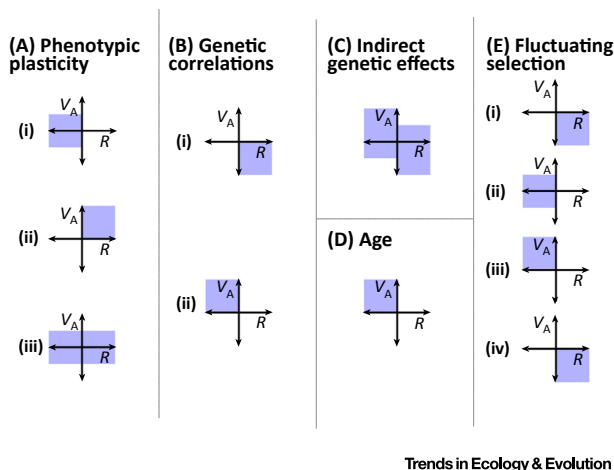 (A) Phenotypic
plasticity
(i)
VA
R
(ii)
VA
R
(iii)
VA
R
(B) Genetic
correlations
(i)
VA
R
(ii)
VA
R
(C) Indirect
genetic effects
VA
R
(D) Age
VA
R
(E) Fluctuating
selection
(i)
VA
R
(ii)
VA
R
(iii)
VA
R
(iv)
VA
R
Trends in Ecology & Evolution